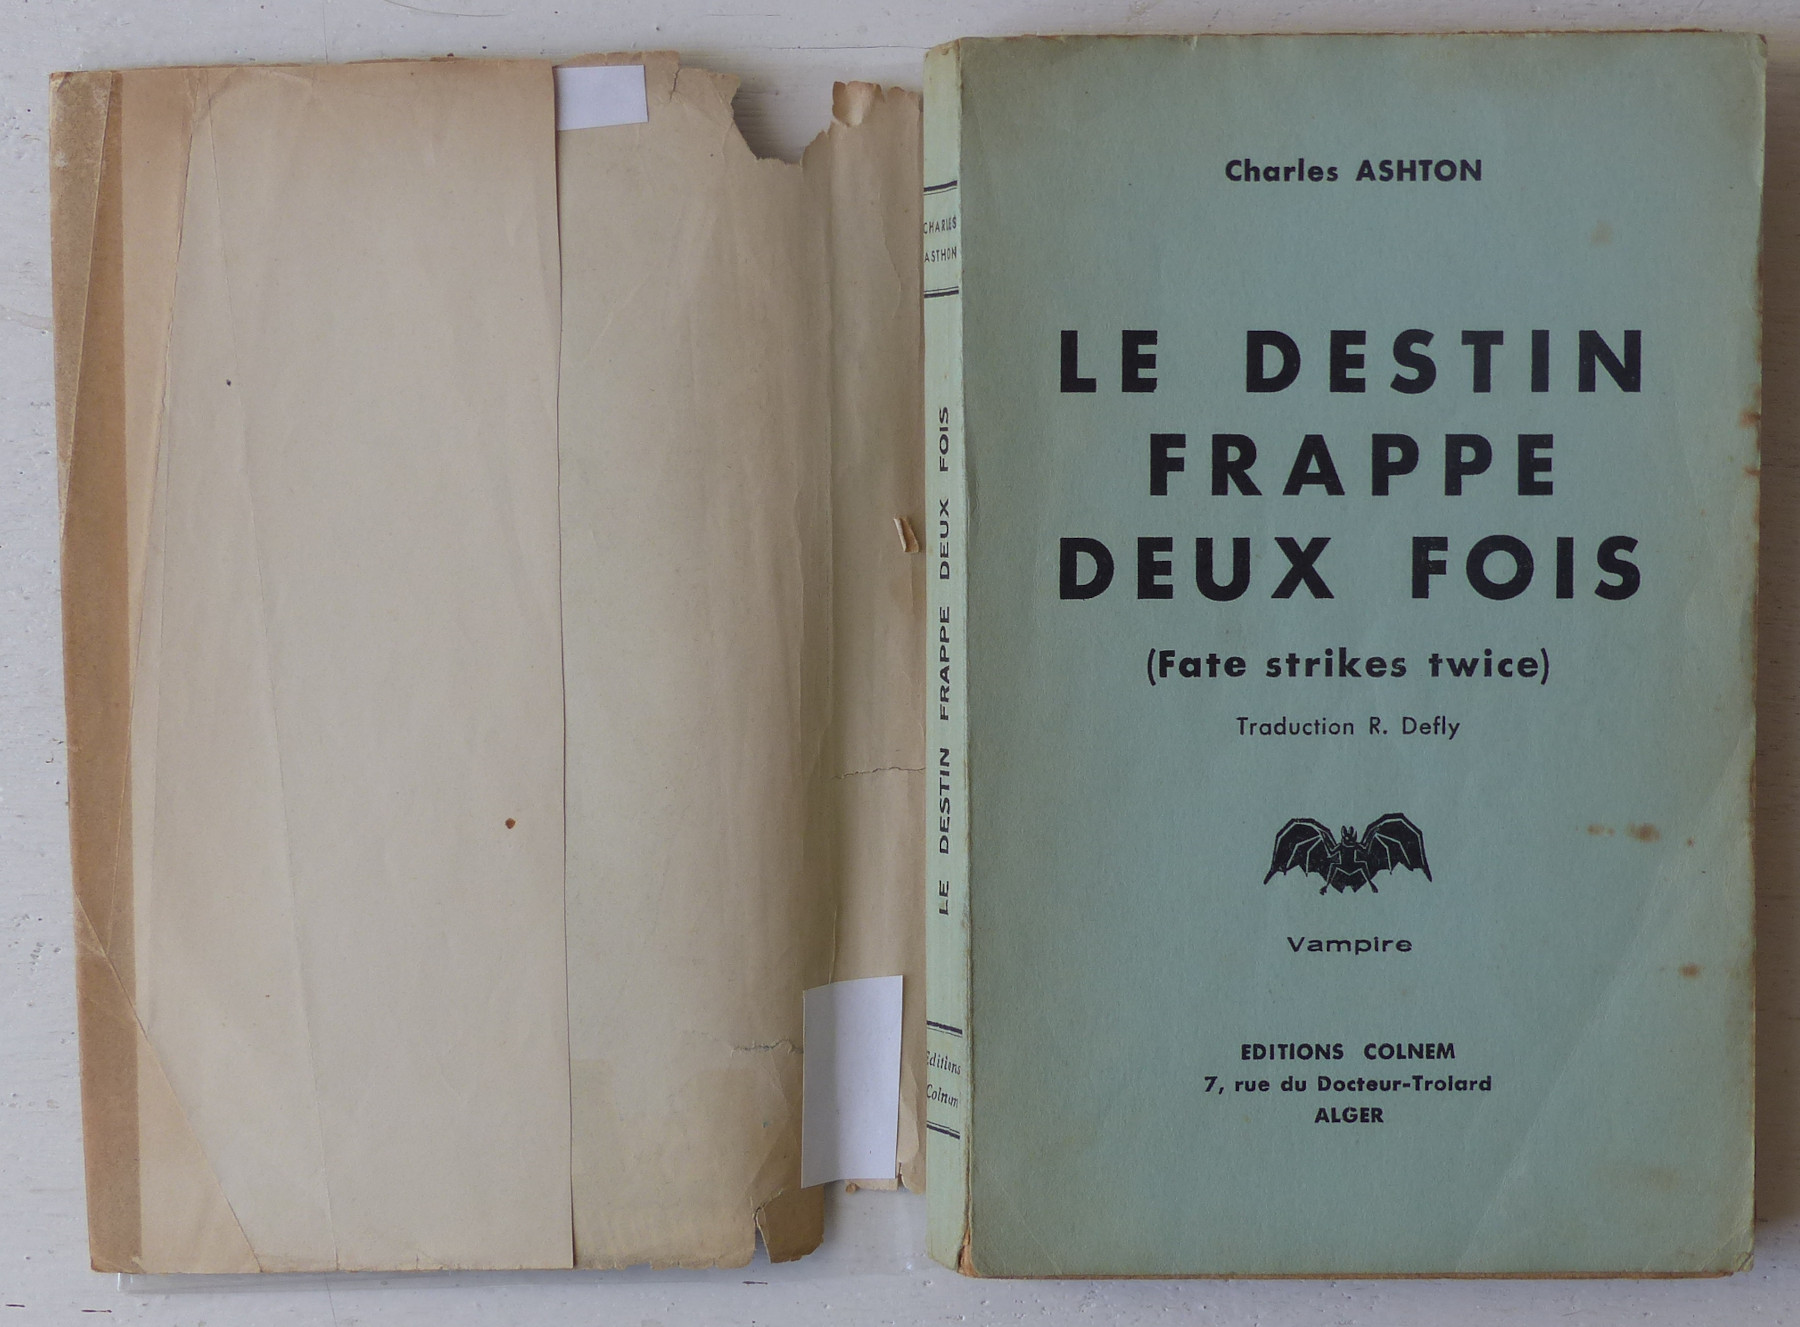 CHARLES
ASTHON
LE DESTIN FRAPPE DEUX FOIS
Editions
Colnem
Charles ASHTON
LE DESTIN
FRAPPE
DEUX FOIS
(Fate strikes twice)
Traduction R. Defly
Vampire
EDITIONS COLNEM
7, rue du Docteur-Trolard
ALGER